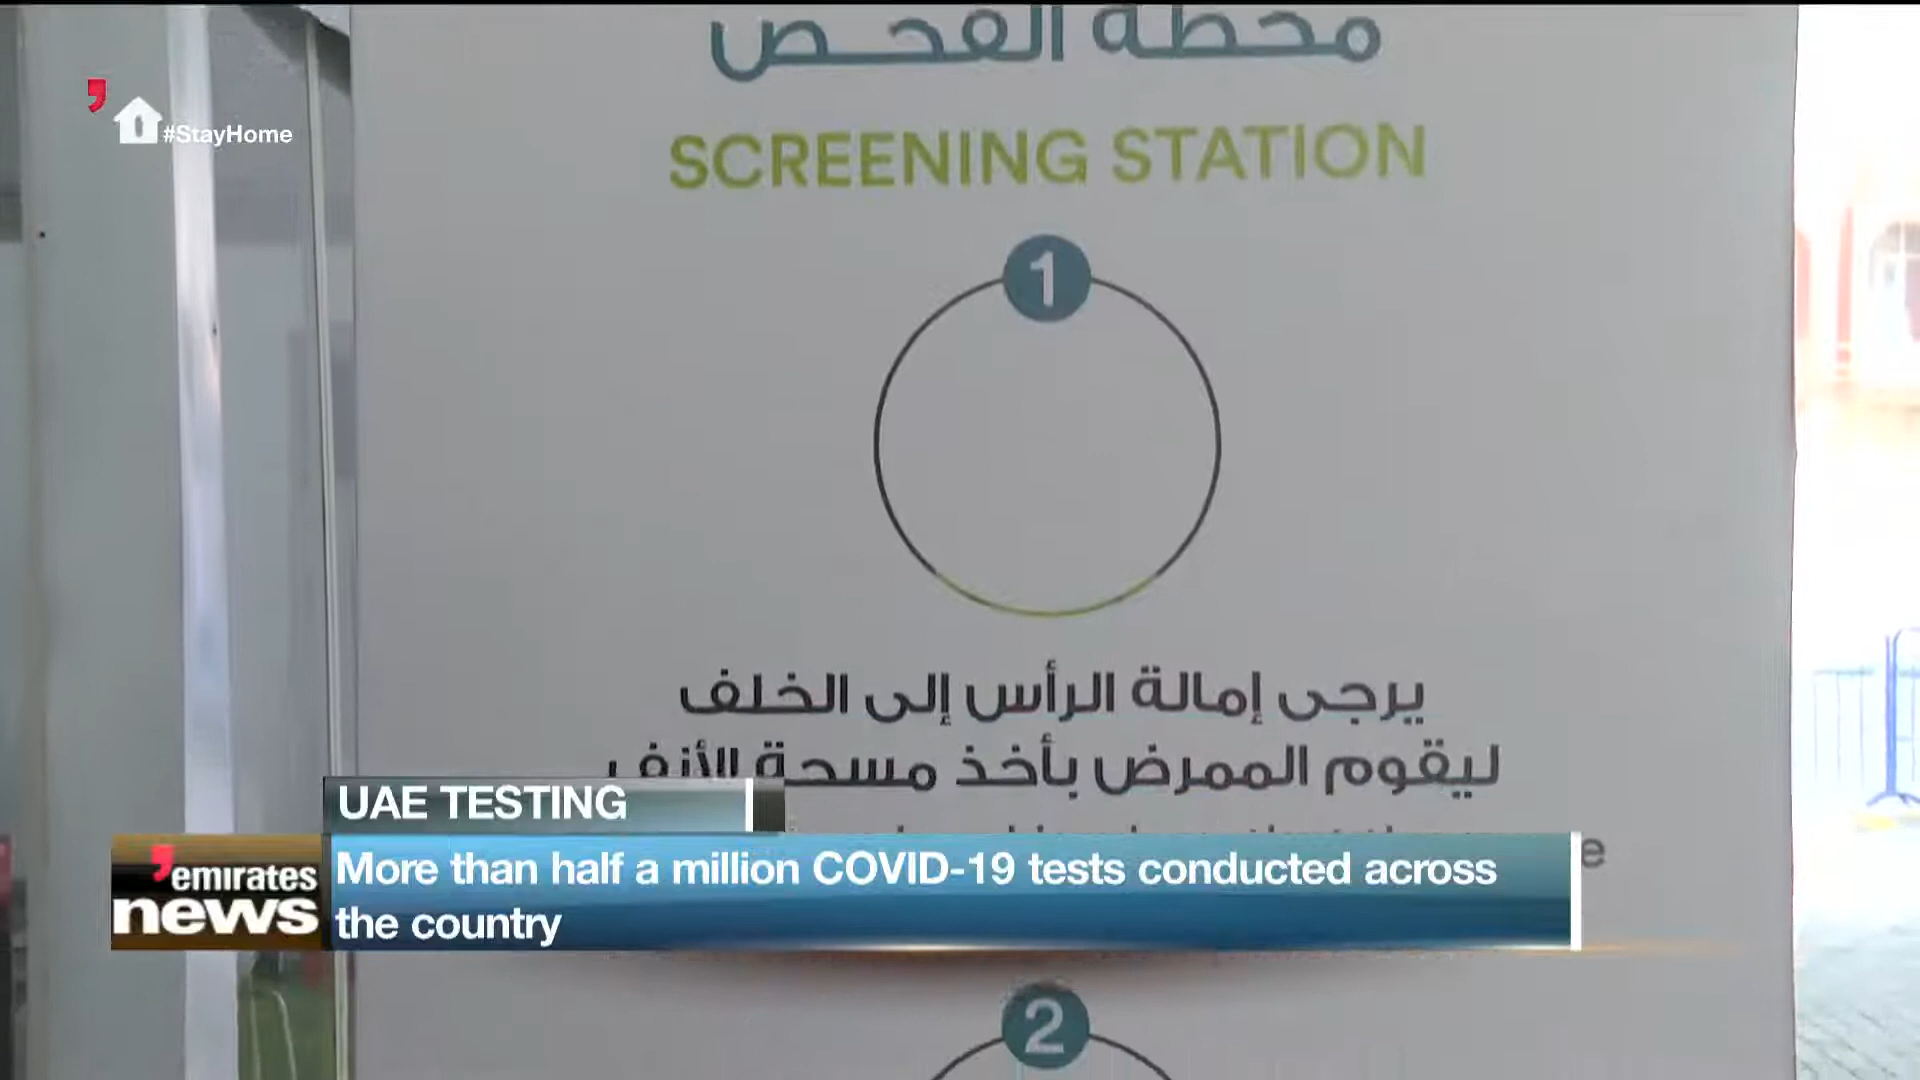 محطة الفحص
#StayHome
SCREENING STATION
1
يرجى إمالة الرأس إلى الخلف
ليقوم الممرض بأخذ مسحة الأنف
UAE TESTING
emirates
news
More than half a million COVID-19 tests conducted across
the country
2